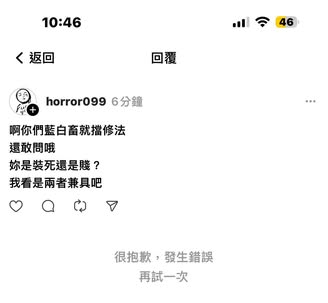 10:46
46
返回
回覆
horror099 6分鐘
啊你們藍白畜就擋修法
還敢問哦
妳是裝死還是賤？
我看是兩者兼具吧
很抱歉，發生錯誤
再試一次